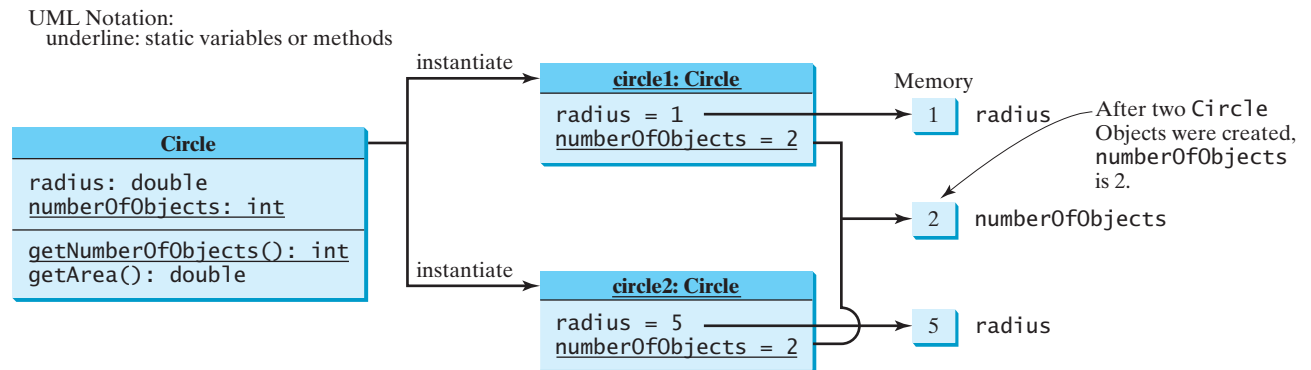 UML Notation:
underline: static variables or methods
Circle
radius: double
numberOfObjects: int
getNumberOfObjects(): int
getArea(): double
instantiate
circle1: Circle
radius = 1
numberOfObjects = 2
instantiate
circle2: Circle
radius = 5
numberOfObjects = 2
Memory
1 radius
2 numberOfObjects
5 radius
After two Circle
Objects were created,
numberOfObjects
is 2.